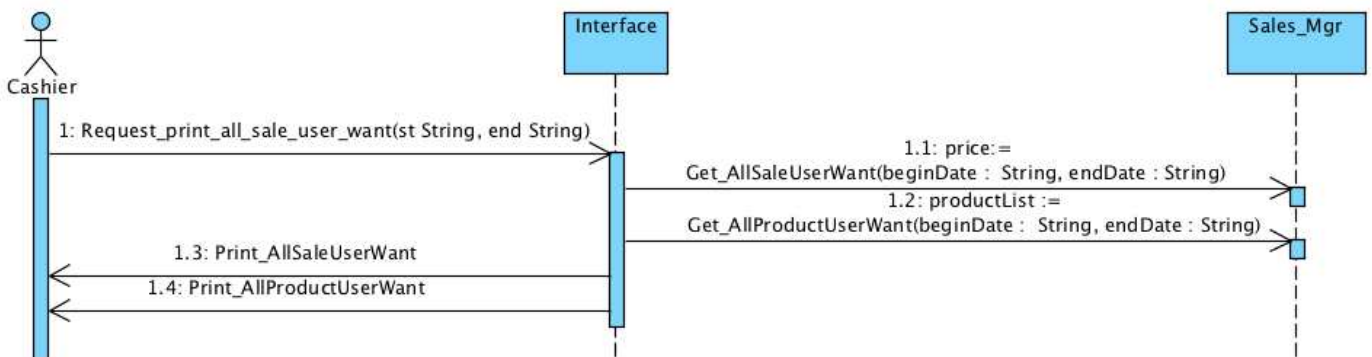 Interface
Sales_Mgr
Cashier
1: Request_print_all_sale_user_want(st String, end String)
1.1: price:=
Get_AllSaleUserWant(beginDate :  String, endDate : String)
1.2: productList :=
Get_AllProductUserWant(beginDate :  String, endDate : String)
1.3: Print_AllSaleUserWant
1.4: Print_AllProductUserWant